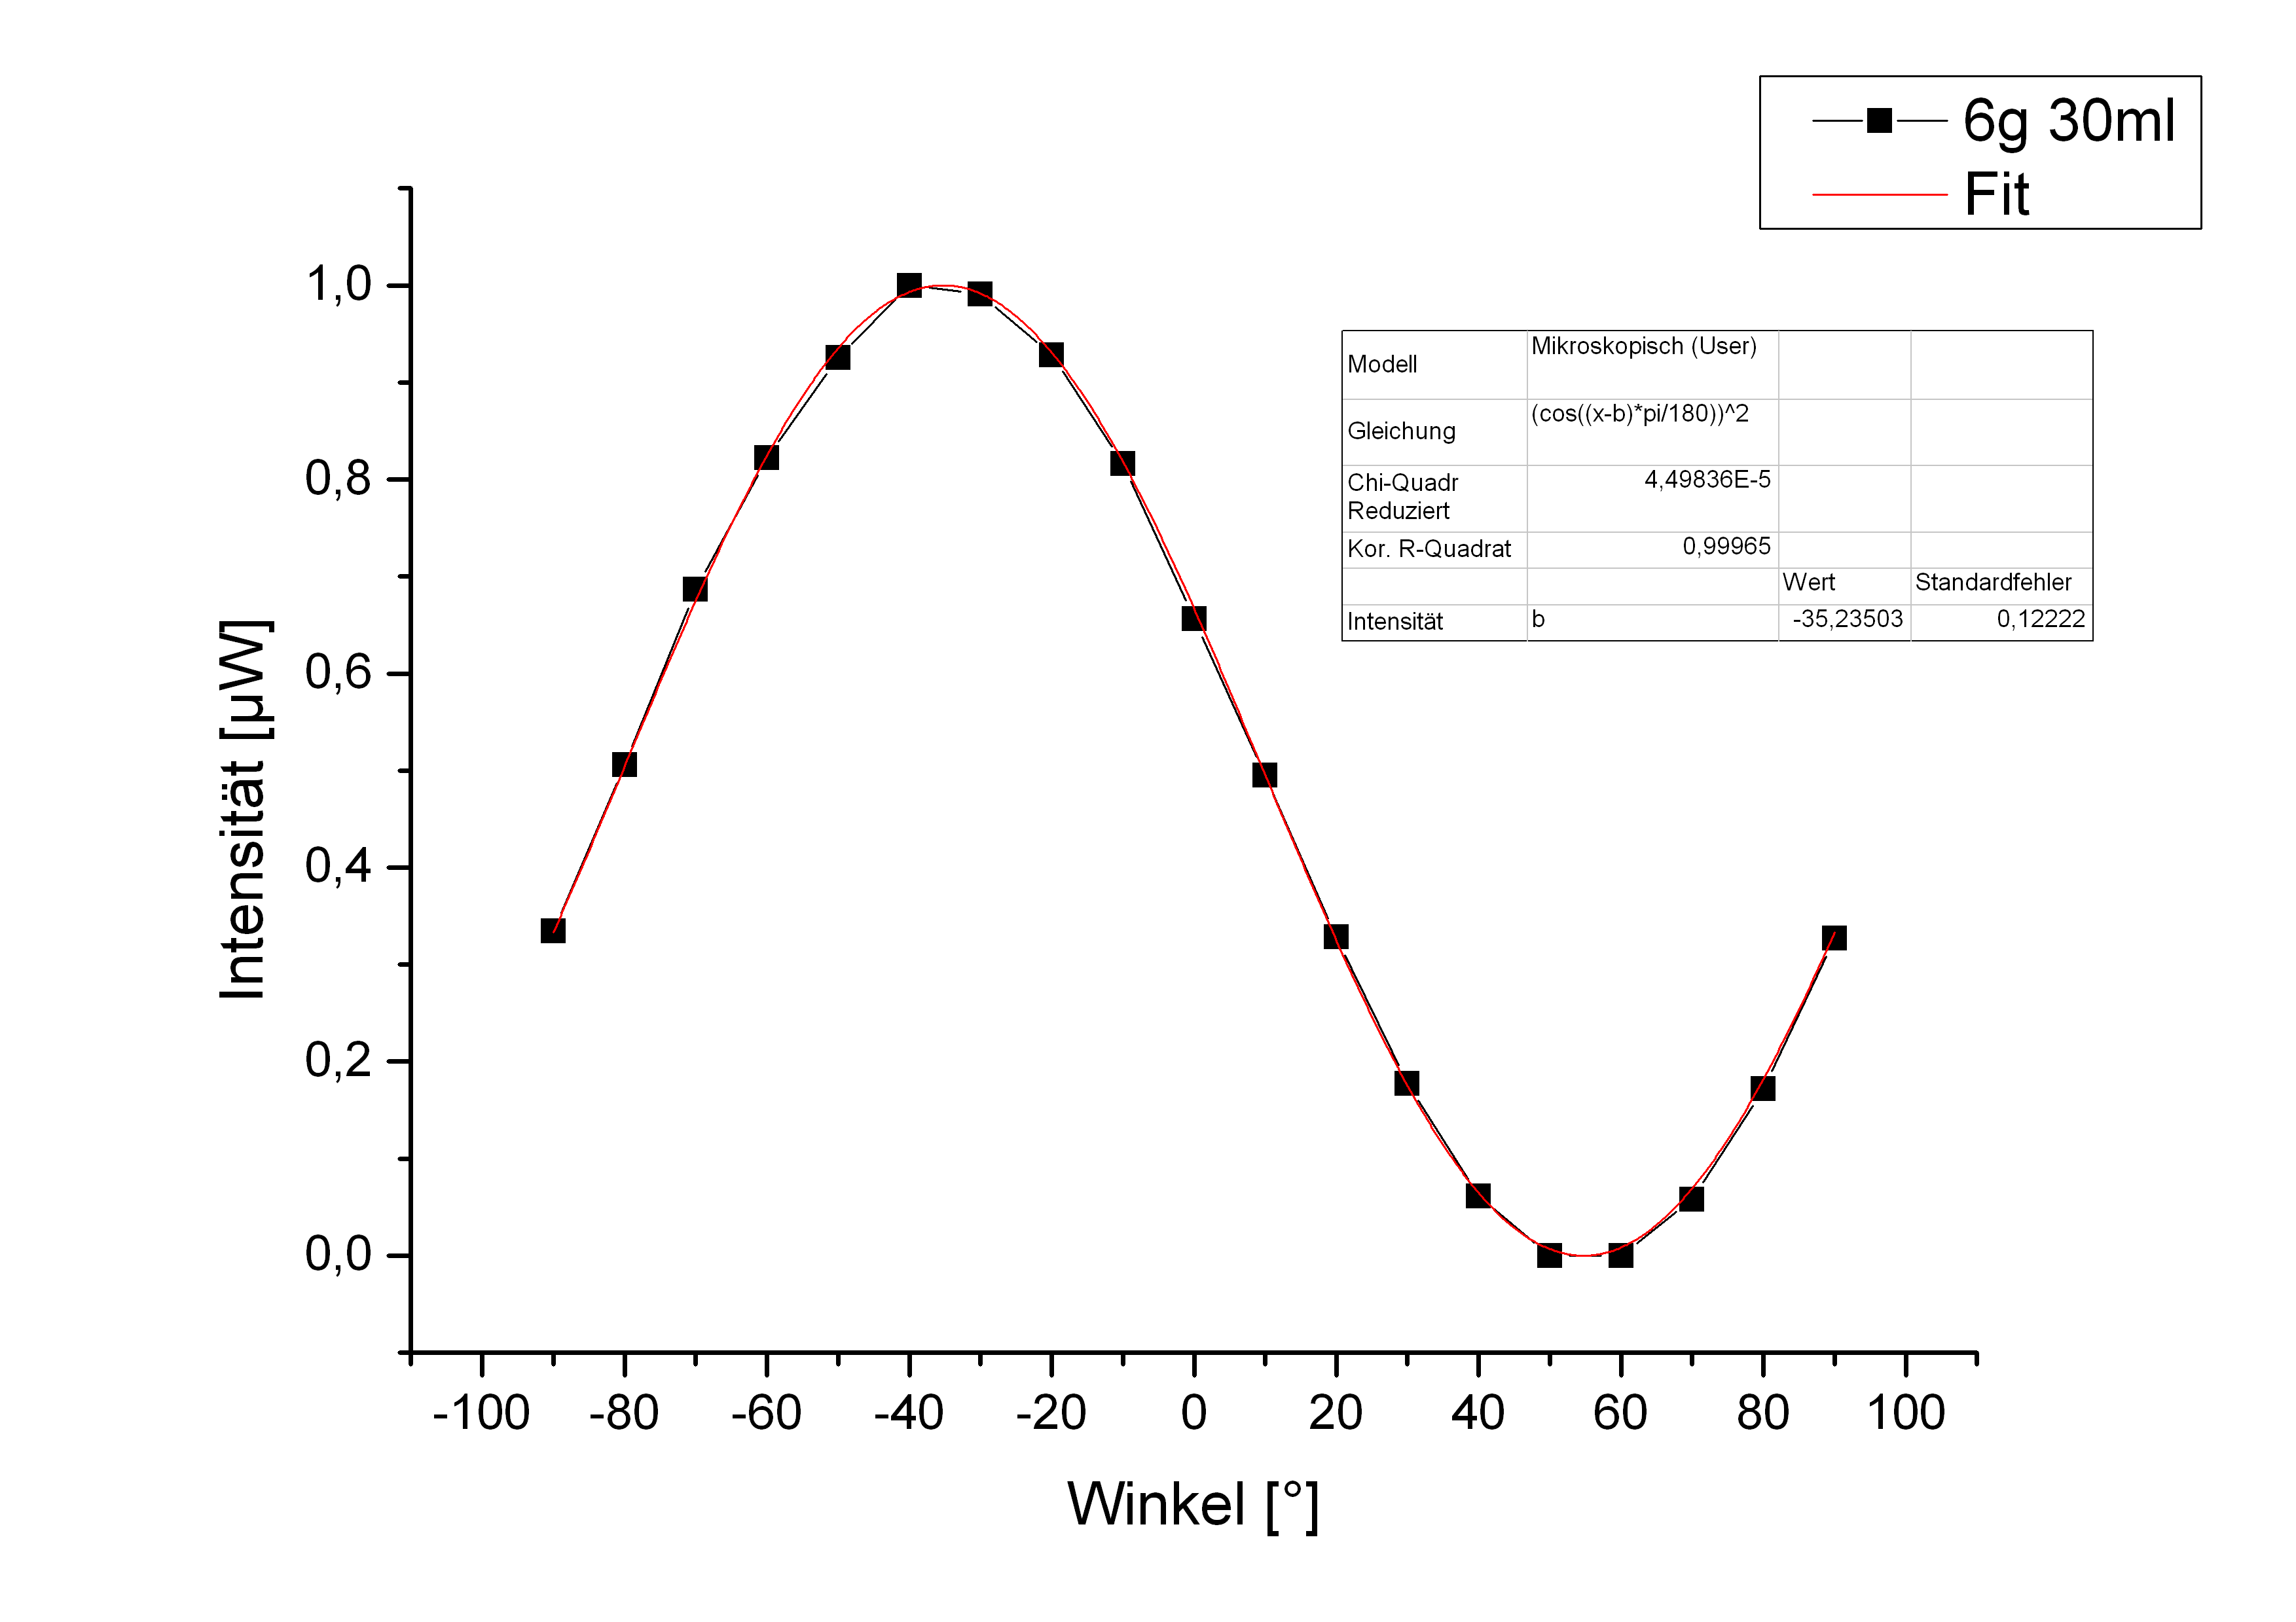 6g 30ml
Fit
1,0
0,8
0,6
0,4
0,2
0,0
Intensität [µW]
Modell Mikroskopisch (User)
Gleichung (cos((x-b)*pi/180))^2
Chi-Quadr
Reduziert 4,49836E-5
Kor. R-Quadrat 0,99965
Wert Standardfehler
Intensität b -35,23503 0,12222
-100 -80 -60 -40 -20 0 20 40 60 80 100
Winkel [°]